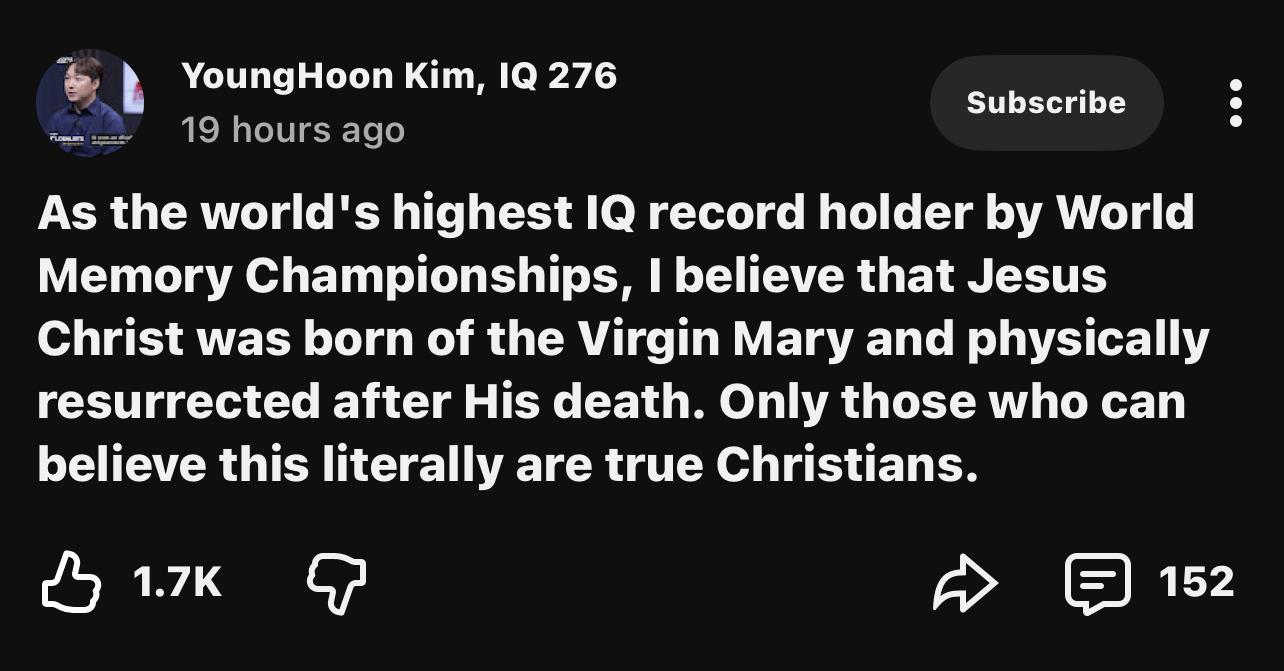 YoungHoon Kim, IQ 276
19 hours ago
Subscribe
As the world's highest IQ record holder by World
Memory Championships, I believe that Jesus
Christ was born of the Virgin Mary and physically
resurrected after His death. Only those who can
believe this literally are true Christians.
1.7K
152